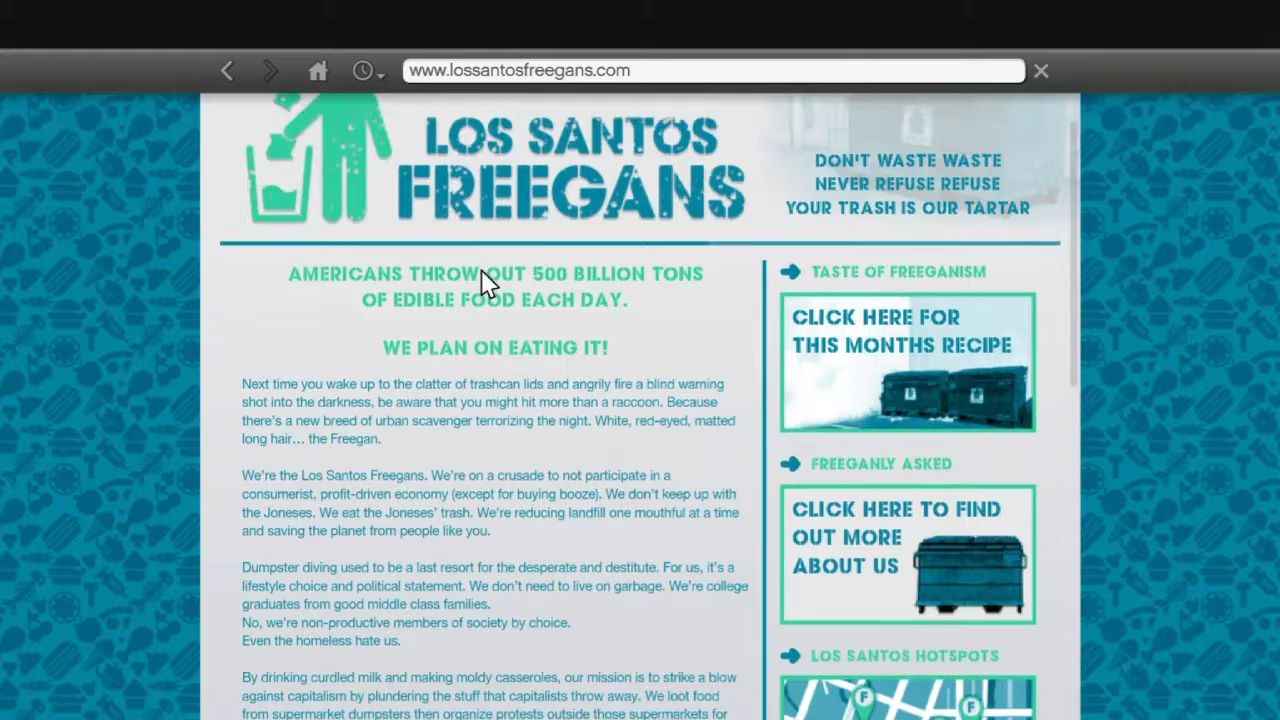 www.lossantosfreegans.com
LOS SANTOS
FREEGANS
DON'T WASTE WASTE
NEVER REFUSE REFUSE
YOUR TRASH IS OUR TARTAR
AMERICANS THROW OUT 500 BILLION TONS
OF EDIBLE FOOD EACH DAY.
WE PLAN ON EATING IT!
Next time you wake up to the clatter of trashcan lids and angrily fire a blind warning
shot into the darkness, be aware that you might hit more than a raccoon. Because
there's a new breed of urban scavenger terrorizing the night. White, red-eyed, matted
long hair... the Freegan.
We're the Los Santos Freegans. We're on a crusade to not participate in a
consumerist, profit-driven economy (except for buying booze). We don't keep up with
the Joneses. We eat the Joneses' trash. We're reducing landfill one mouthful at a time
and saving the planet from people like you.
Dumpster diving used to be a last resort for the desperate and destitute. For us, it's a
lifestyle choice and political statement. We don't need to live on garbage. We're college
graduates from good middle class families.
No, we're non-productive members of society by choice.
Even the homeless hate us.
By drinking curdled milk and making moldy casseroles, our mission is to strike a blow
against capitalism by plundering the stuff that capitalists throw away. We loot food
from supermarket dumpsters then organize protests outside those supermarkets for
TASTE OF FREEGANISM
CLICK HERE FOR
THIS MONTHS RECIPE
FREEGANLY ASKED
CLICK HERE TO FIND
OUT MORE
ABOUT US
LOS SANTOS HOTSPOTS
F
F